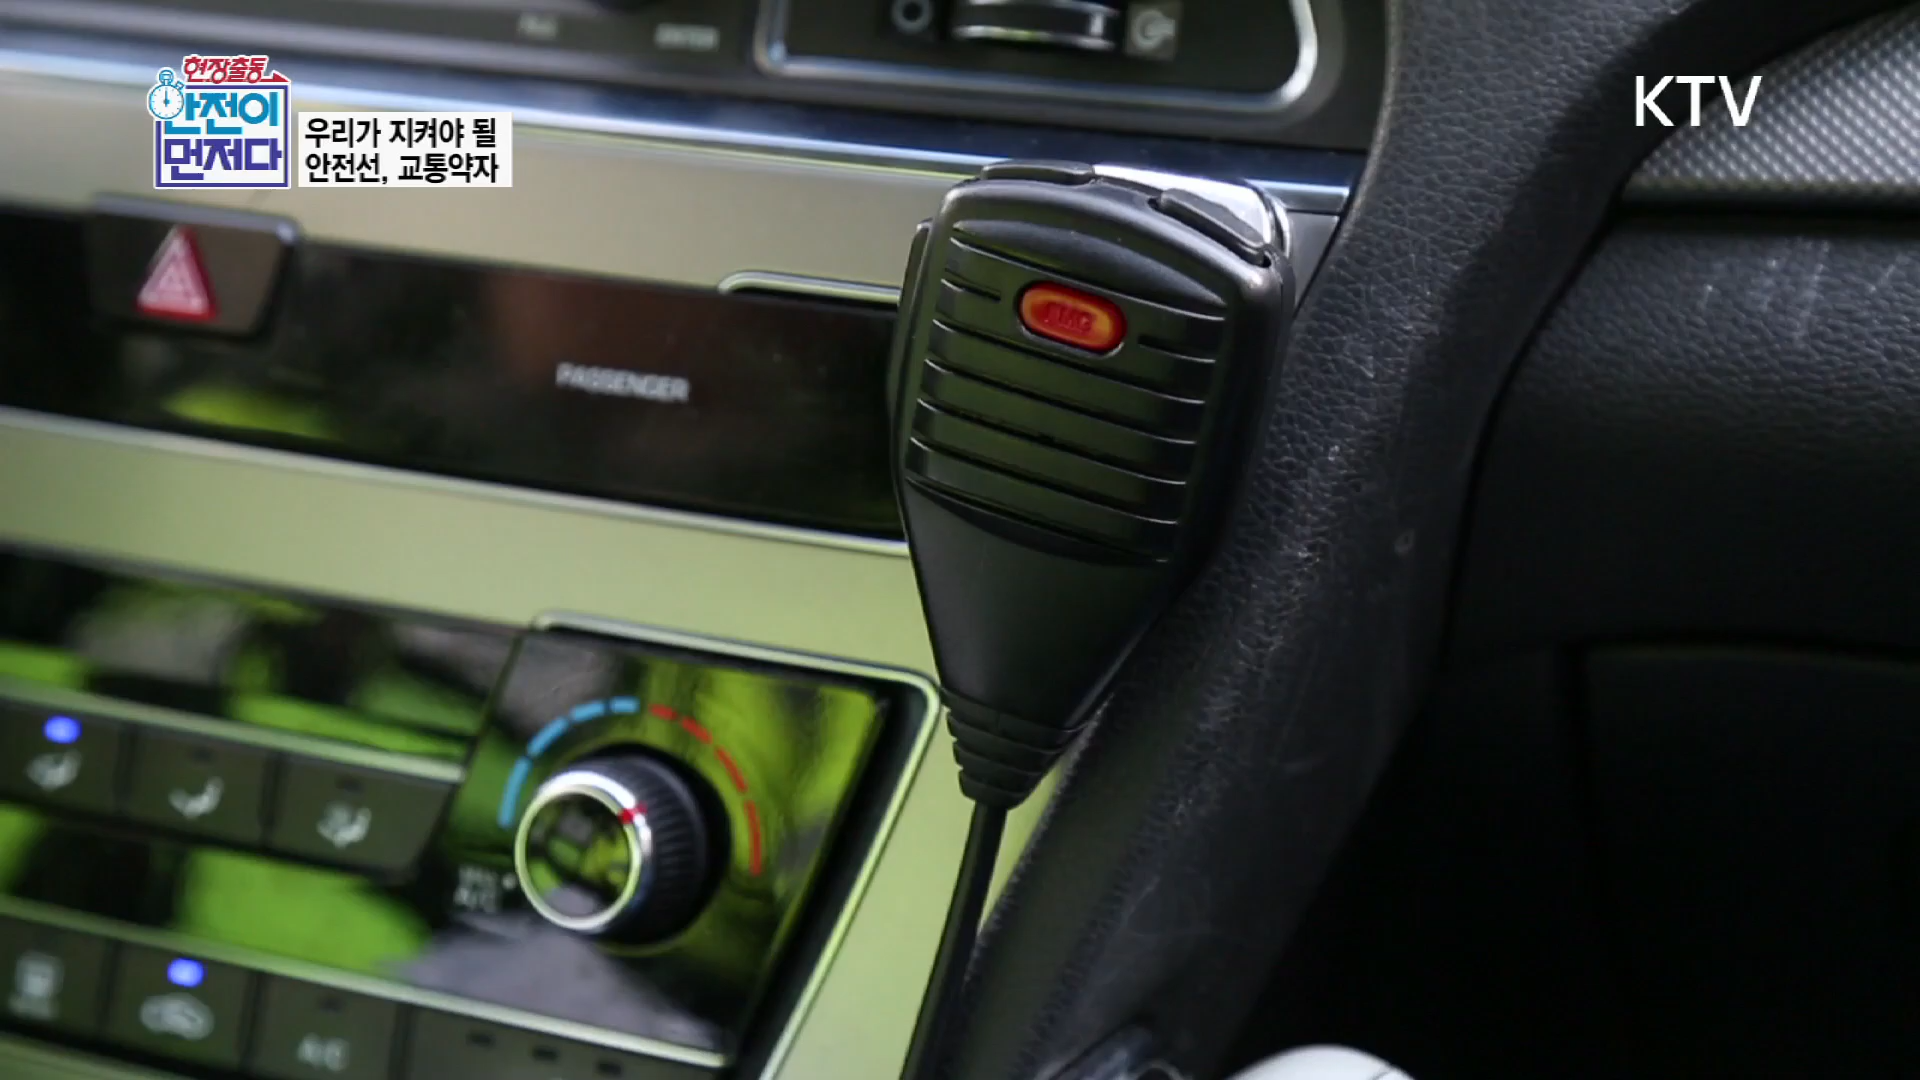 현장출동
안전이
먼저다
우리가 지켜야 될
안전선, 교통약자
KTV
ENTER
PASSENGER
A/C